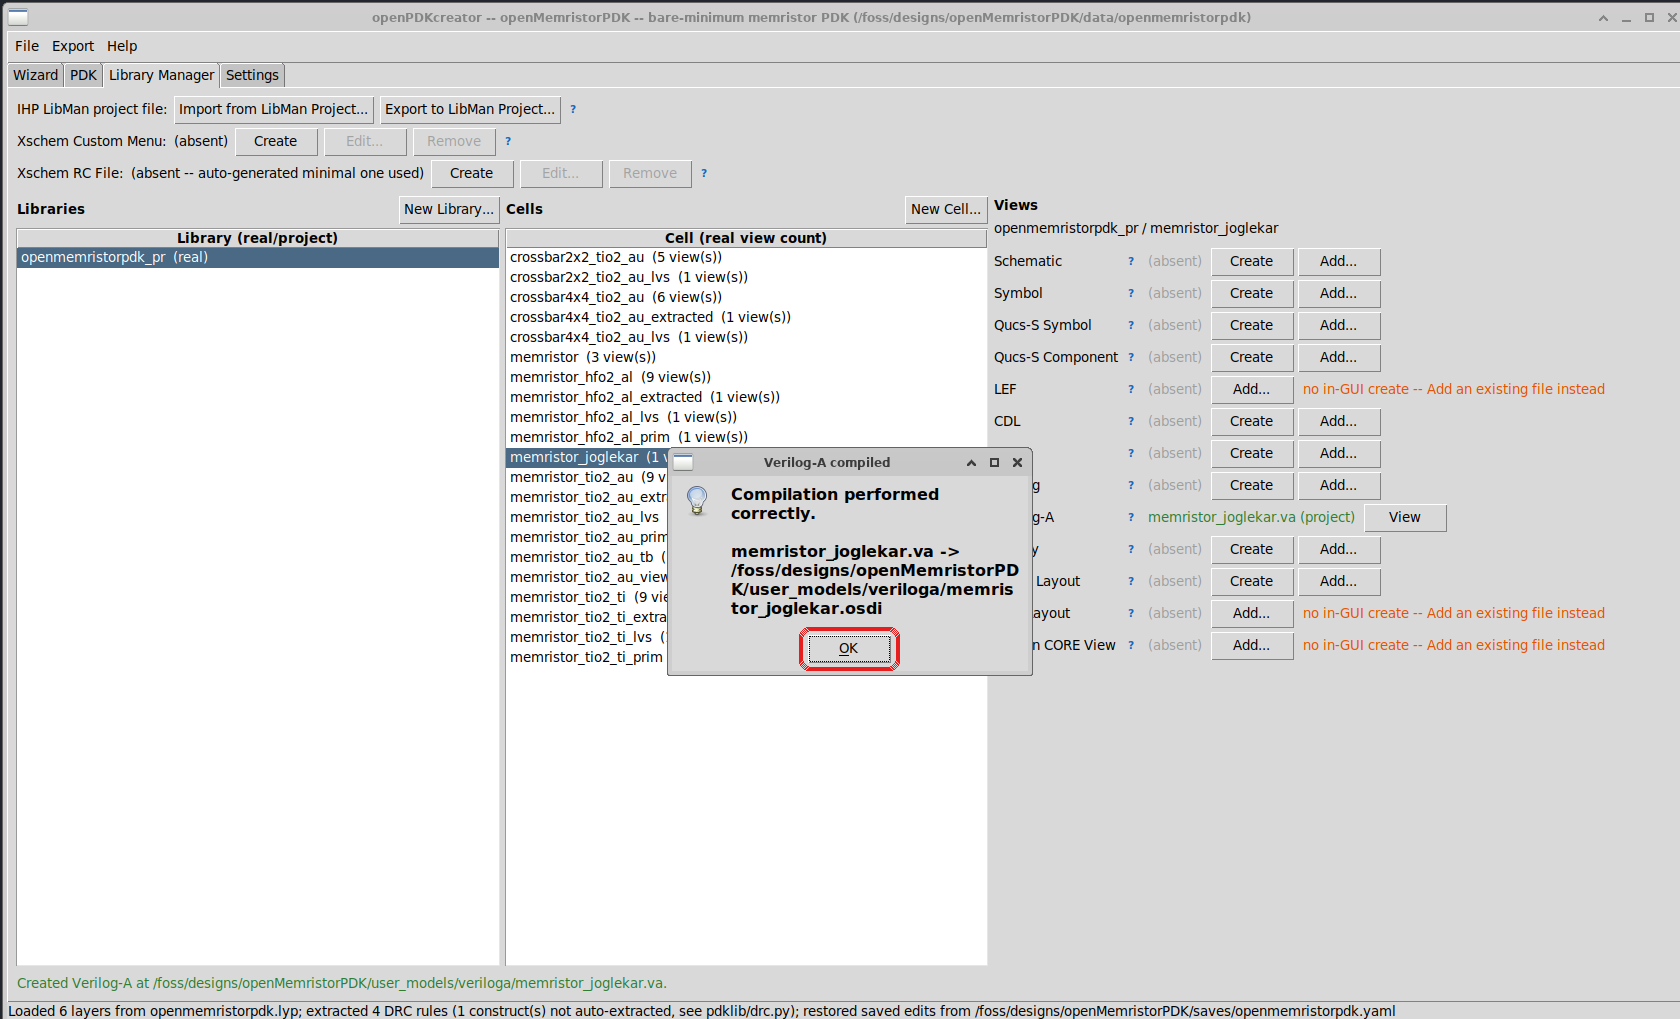 openPDKcreator -- openMemristorPDK -- bare-minimum memristor PDK (/foss/designs/openMemristorPDK/data/openmemristorpdk)
File Export Help
Wizard PDK Library Manager Settings
IHP LibMan project file: Import from LibMan Project... Export to LibMan Project... ?
Xschem Custom Menu: (absent) Create Edit... Remove ?
Xschem RC File: (absent -- auto-generated minimal one used) Create Edit... Remove ?
Libraries New Library...
Library (real/project)
openmemristorpdk_pr (real)
Cells New Cell...
Cell (real view count)
crossbar2x2_tio2_au (5 view(s))
crossbar2x2_tio2_au_lvs (1 view(s))
crossbar4x4_tio2_au (6 view(s))
crossbar4x4_tio2_au_extracted (1 view(s))
crossbar4x4_tio2_au_lvs (1 view(s))
memristor (3 view(s))
memristor_hfo2_al (9 view(s))
memristor_hfo2_al_extracted (1 view(s))
memristor_hfo2_al_lvs (1 view(s))
memristor_hfo2_al_prim (1 view(s))
memristor_joglekar (1 v
memristor_tio2_au (9 v
memristor_tio2_au_extr
memristor_tio2_au_lvs
memristor_tio2_au_prim
memristor_tio2_au_tb (
memristor_tio2_au_view
memristor_tio2_ti (9 vie
memristor_tio2_ti_extra
memristor_tio2_ti_lvs (
memristor_tio2_ti_prim
Views
openmemristorpdk_pr / memristor_joglekar
Schematic ? (absent) Create Add...
Symbol ? (absent) Create Add...
Qucs-S Symbol ? (absent) Create Add...
Qucs-S Component ? (absent) Create Add...
LEF ? (absent) Add... no in-GUI create -- Add an existing file instead
CDL ? (absent) Create Add...
? (absent) Create Add...
g ? (absent) Create Add...
g-A ? memristor_joglekar.va (project) View
y ? (absent) Create Add...
Layout ? (absent) Create Add...
ayout ? (absent) Add... no in-GUI create -- Add an existing file instead
n CORE View ? (absent) Add... no in-GUI create -- Add an existing file instead
Verilog-A compiled
Compilation performed
correctly.
memristor_joglekar.va ->
/foss/designs/openMemristorPD
K/user_models/veriloga/memris
tor_joglekar.osdi
OK
Created Verilog-A at /foss/designs/openMemristorPDK/user_models/veriloga/memristor_joglekar.va.
Loaded 6 layers from openmemristorpdk.lyp; extracted 4 DRC rules (1 construct(s) not auto-extracted, see pdklib/drc.py); restored saved edits from /foss/designs/openMemristorPDK/saves/openmemristorpdk.yaml